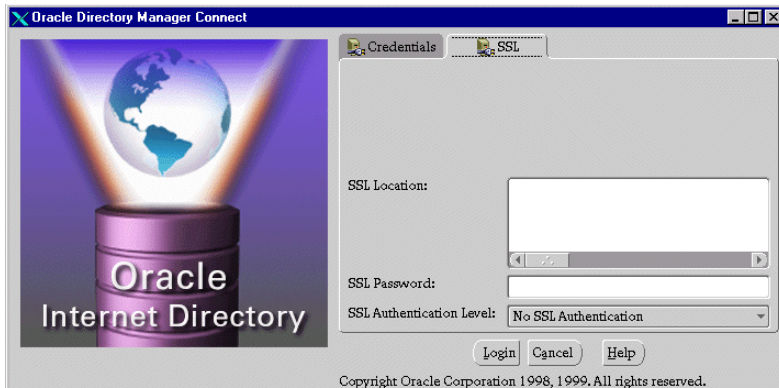 Oracle Directory Manager Connect
Credentials
SSL
SSL Location:
SSL Password:
SSL Authentication Level:
No SSL Authentication
Oracle
Internet Directory
Login
Cancel
Help
Copyright Oracle Corporation 1998, 1999. All rights reserved.